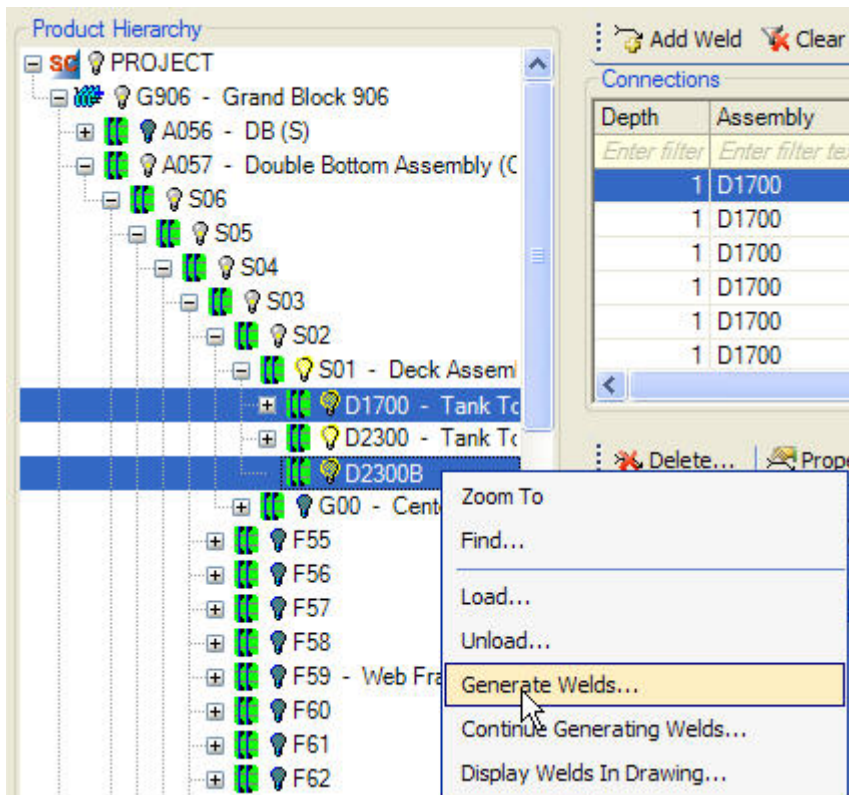 Product Hierarchy
SC PROJECT
G906 - Grand Block 906
A056 - DB (S)
A057 - Double Bottom Assembly (C
S06
S05
S04
S03
S02
S01 - Deck Assem
D1700 - Tank To
D2300 - Tank To
D2300B
G00 - Cent
F55
F56
F57
F58
F59 - Web Fra
F60
F61
F62
Add Weld Clear
Connections
Depth Assembly
Enter filter Enter filter te
1 D1700
1 D1700
1 D1700
1 D1700
1 D1700
1 D1700
Delete... Prope
Zoom To
Find...
Load...
Unload...
Generate Welds...
Continue Generating Welds...
Display Welds In Drawing...